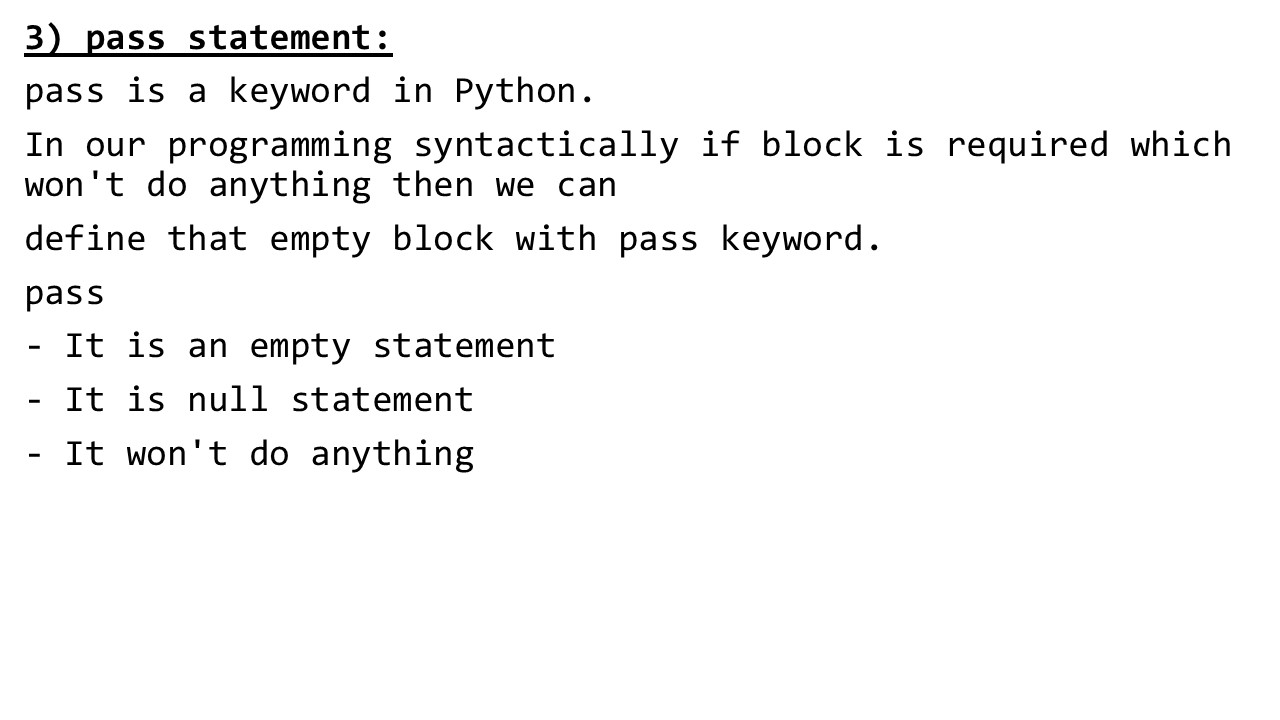 3) pass statement:
pass is a keyword in Python.
In our programming syntactically if block is required which
won't do anything then we can
define that empty block with pass keyword.
pass
- It is an empty statement
- It is null statement
- It won't do anything